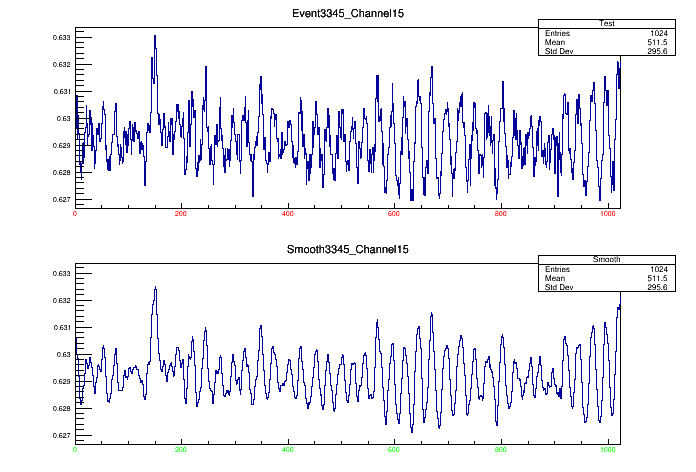 Event3345_Channel15
Test
Entries 1024
Mean 511.5
Std Dev 295.6
0.633
0.632
0.631
0.63
0.629
0.628
0.627
0 200 400 600 800 1000
Smooth3345_Channel15
Smooth
Entries 1024
Mean 511.5
Std Dev 295.6
0.633
0.632
0.631
0.63
0.629
0.628
0.627
0 200 400 600 800 1000